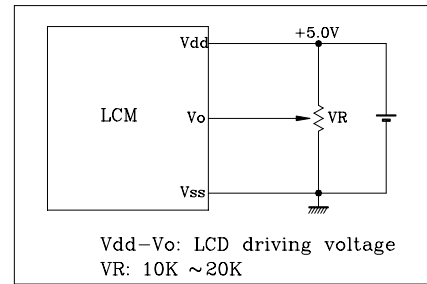 +5.0V
Vdd
LCM
Vo
VR
Vss
Vdd-Vo: LCD driving voltage
VR: 10K ~20K